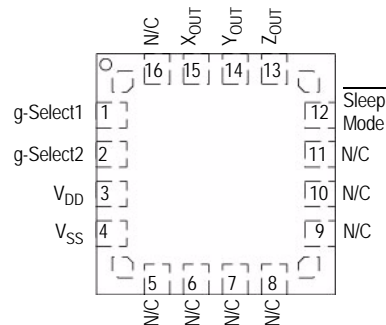 N/C
XOUT
YOUT
ZOUT
16 15 14 13
g-Select1 1
12 Sleep
Mode
g-Select2 2
11 N/C
VDD 3
10 N/C
VSS 4
9 N/C
5 6 7 8
N/C
N/C
N/C
N/C